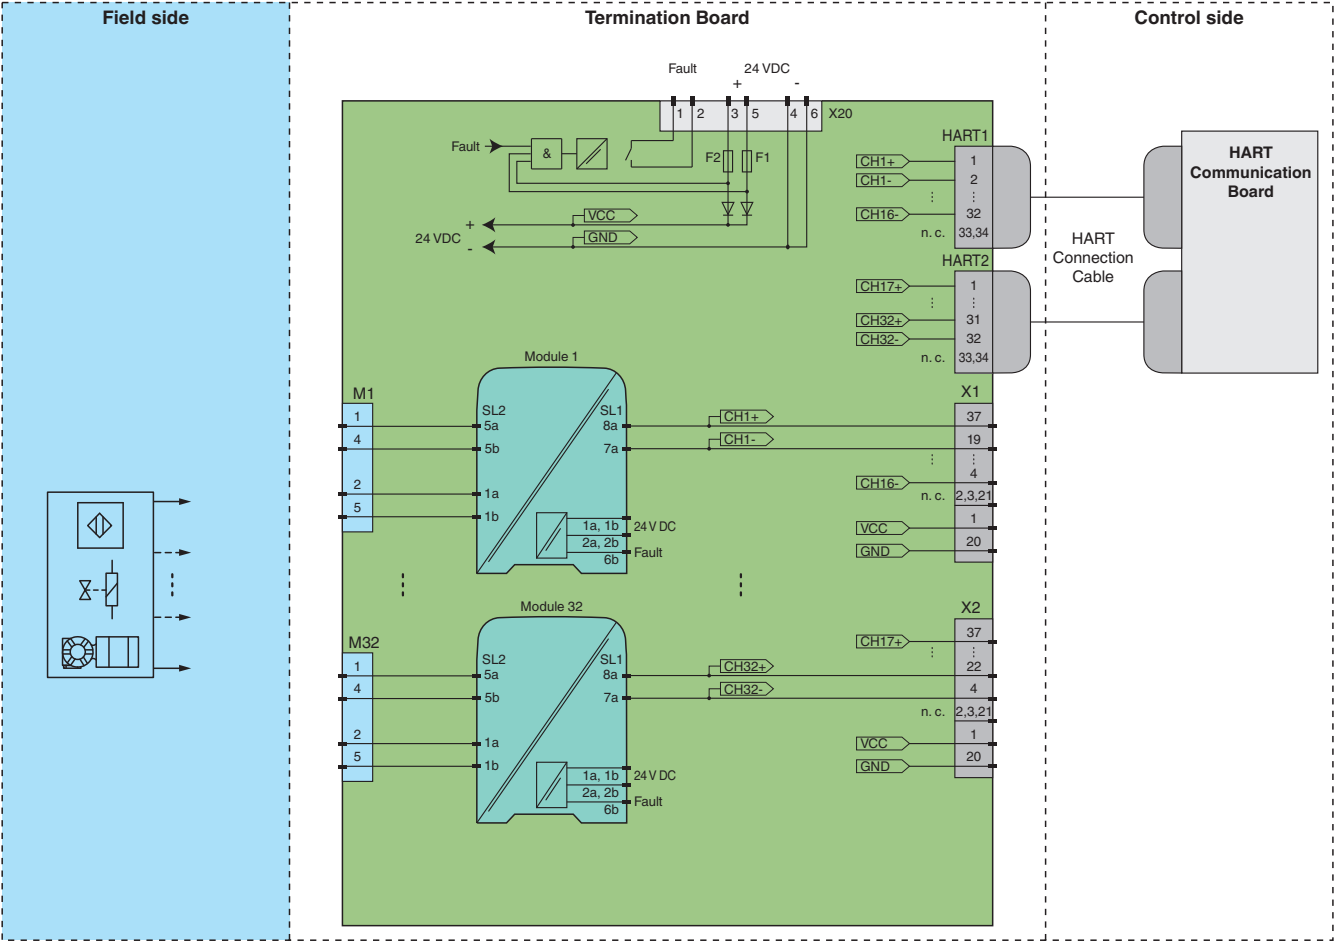 Field side
Termination Board
Control side
Fault
24 VDC
+
-
1
2
3
5
4
6
X20
Fault
&
F2
F1
VCC
+
24 VDC
-
GND
HART1
CH1+
1
CH1-
2
CH16-
32
n. c.
33,34
HART2
CH17+
1
CH32+
31
CH32-
32
n. c.
33,34
HART
Communication
Board
HART
Connection
Cable
Module 1
M1
1
4
2
5
SL2
5a
5b
1a
1b
SL1
8a
7a
1a, 1b
2a, 2b
6b
24 V DC
Fault
CH1+
CH1-
X1
37
19
4
CH16-
n. c.
2,3,21
VCC
1
GND
20
Module 32
M32
1
4
2
5
SL2
5a
5b
1a
1b
SL1
8a
7a
1a, 1b
2a, 2b
6b
24 V DC
Fault
CH32+
CH32-
X2
CH17+
37
22
4
n. c.
2,3,21
VCC
1
GND
20